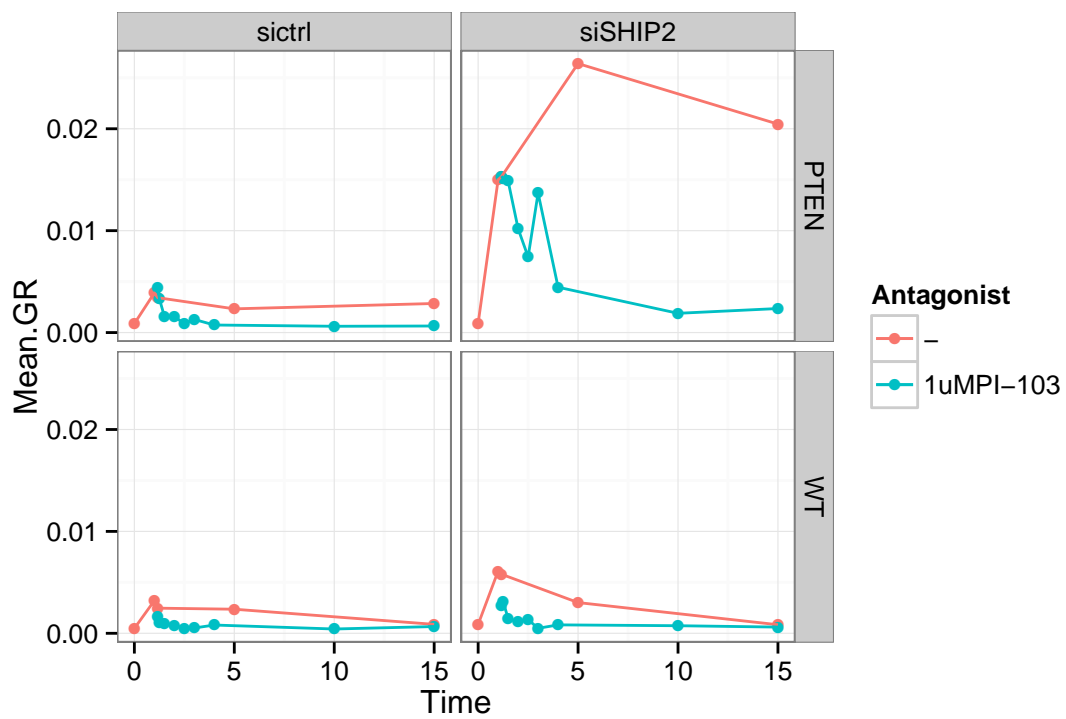 sictrl siSHIP2
0.02
0.01
0.00
PTEN
0.02
0.01
0.00
WT
Mean.GR
0 5 10 15 0 5 10 15
Time
Antagonist
–
1uMPI−103